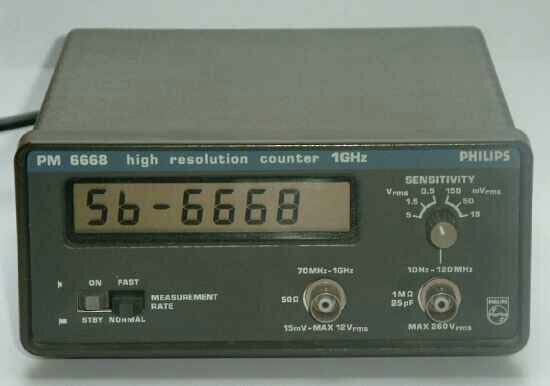 PM 6668 high resolution counter 1GHz PHILIPS
SENSITIVITY
Vrms 0.5 150 mVrms
1.5 50
5 15
Sb-6668
70MHz-1GHz 10Hz-120MHz
ON FAST
50Ω 1MΩ
25pF
MEASUREMENT
RATE
STBY NORMAL
15mV-MAX 12Vrms MAX 260Vrms
PHILIPS